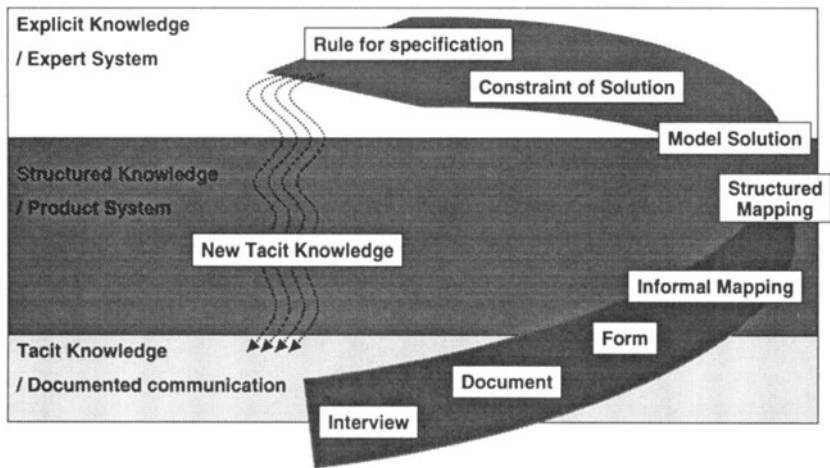 Explicit Knowledge
/ Expert System
Rule for specification
Constraint of Solution
Model Solution
Structured Knowledge
/ Product System
Structured
Mapping
New Tacit Knowledge
Informal Mapping
Form
Tacit Knowledge
/ Documented communication
Document
Interview